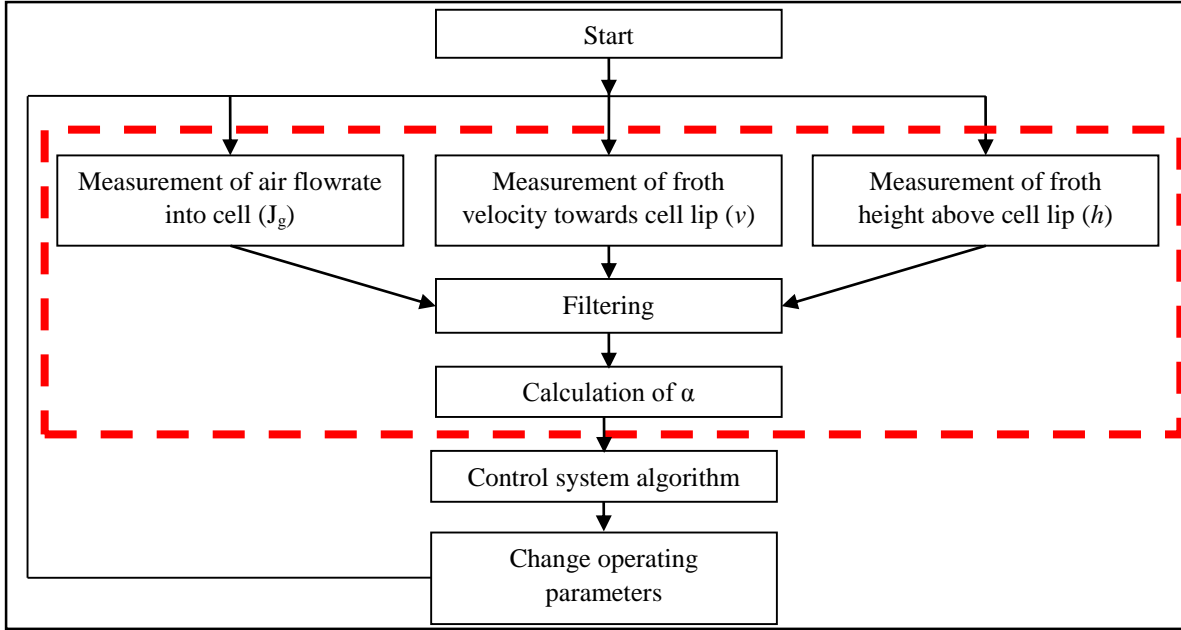 Start
Measurement of air flowrate
into cell (Jg)
Measurement of froth
velocity towards cell lip (v)
Measurement of froth
height above cell lip (h)
Filtering
Calculation of α
Control system algorithm
Change operating
parameters